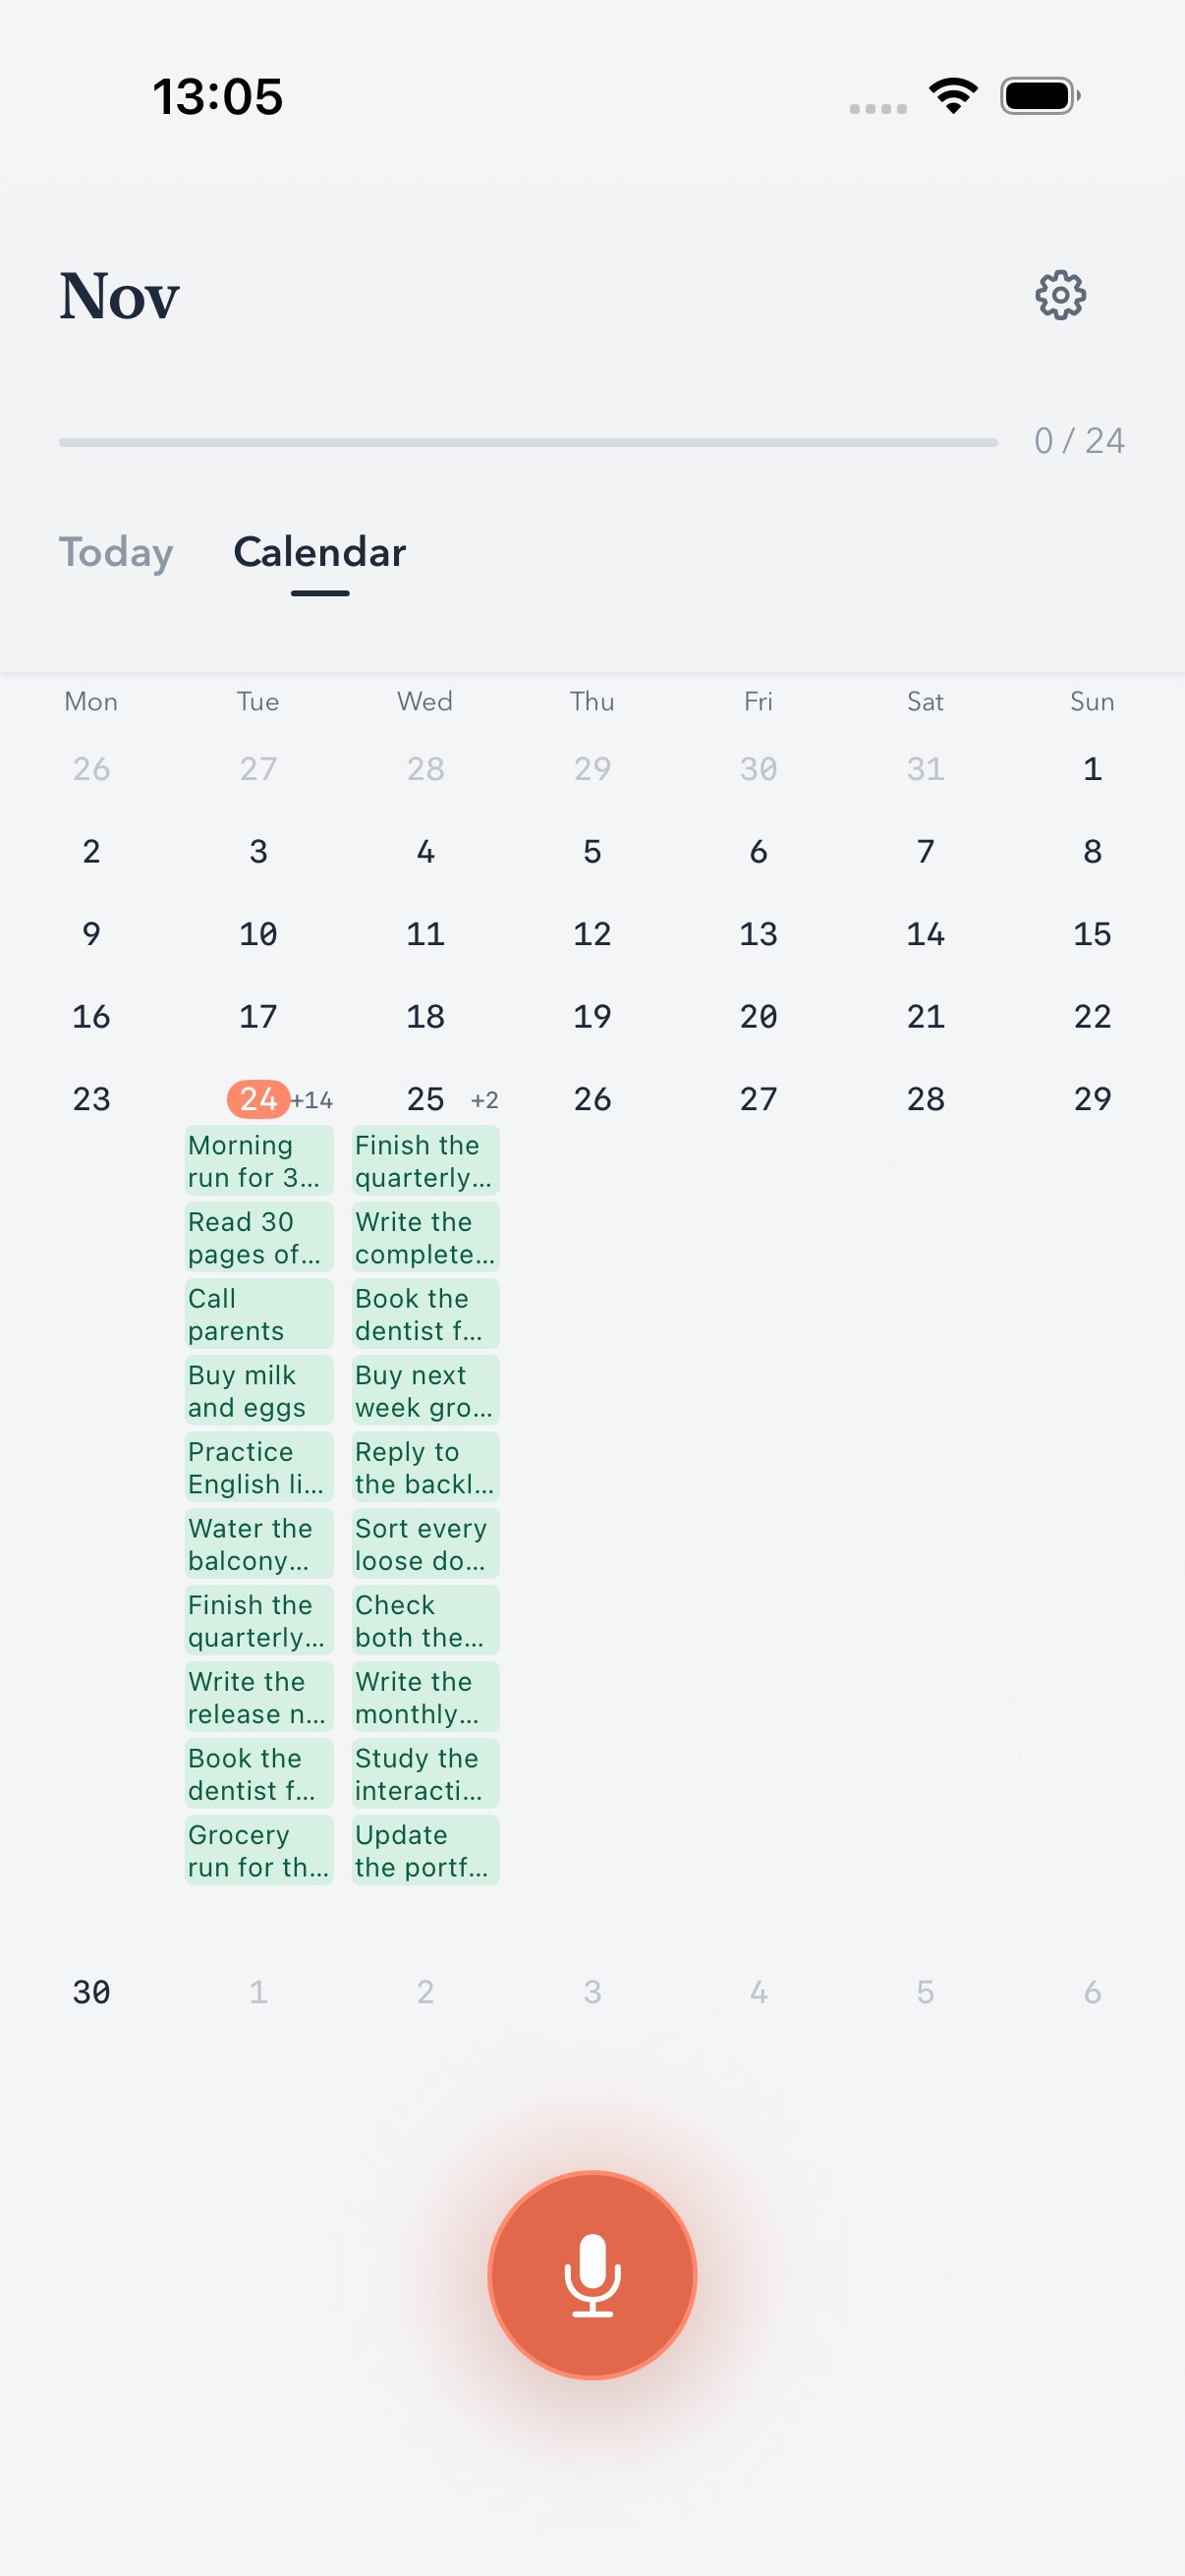 13:05
Nov
0 / 24
Today Calendar
Mon Tue Wed Thu Fri Sat Sun
26 27 28 29 30 31 1
2 3 4 5 6 7 8
9 10 11 12 13 14 15
16 17 18 19 20 21 22
23 24 +14 25 +2 26 27 28 29
Morning
run for 3...
Read 30
pages of...
Call
parents
Buy milk
and eggs
Practice
English li...
Water the
balcony...
Finish the
quarterly...
Write the
release n...
Book the
dentist f...
Grocery
run for th...
Finish the
quarterly...
Write the
complete...
Book the
dentist f...
Buy next
week gro...
Reply to
the backl...
Sort every
loose do...
Check
both the...
Write the
monthly...
Study the
interacti...
Update
the portf...
30 1 2 3 4 5 6